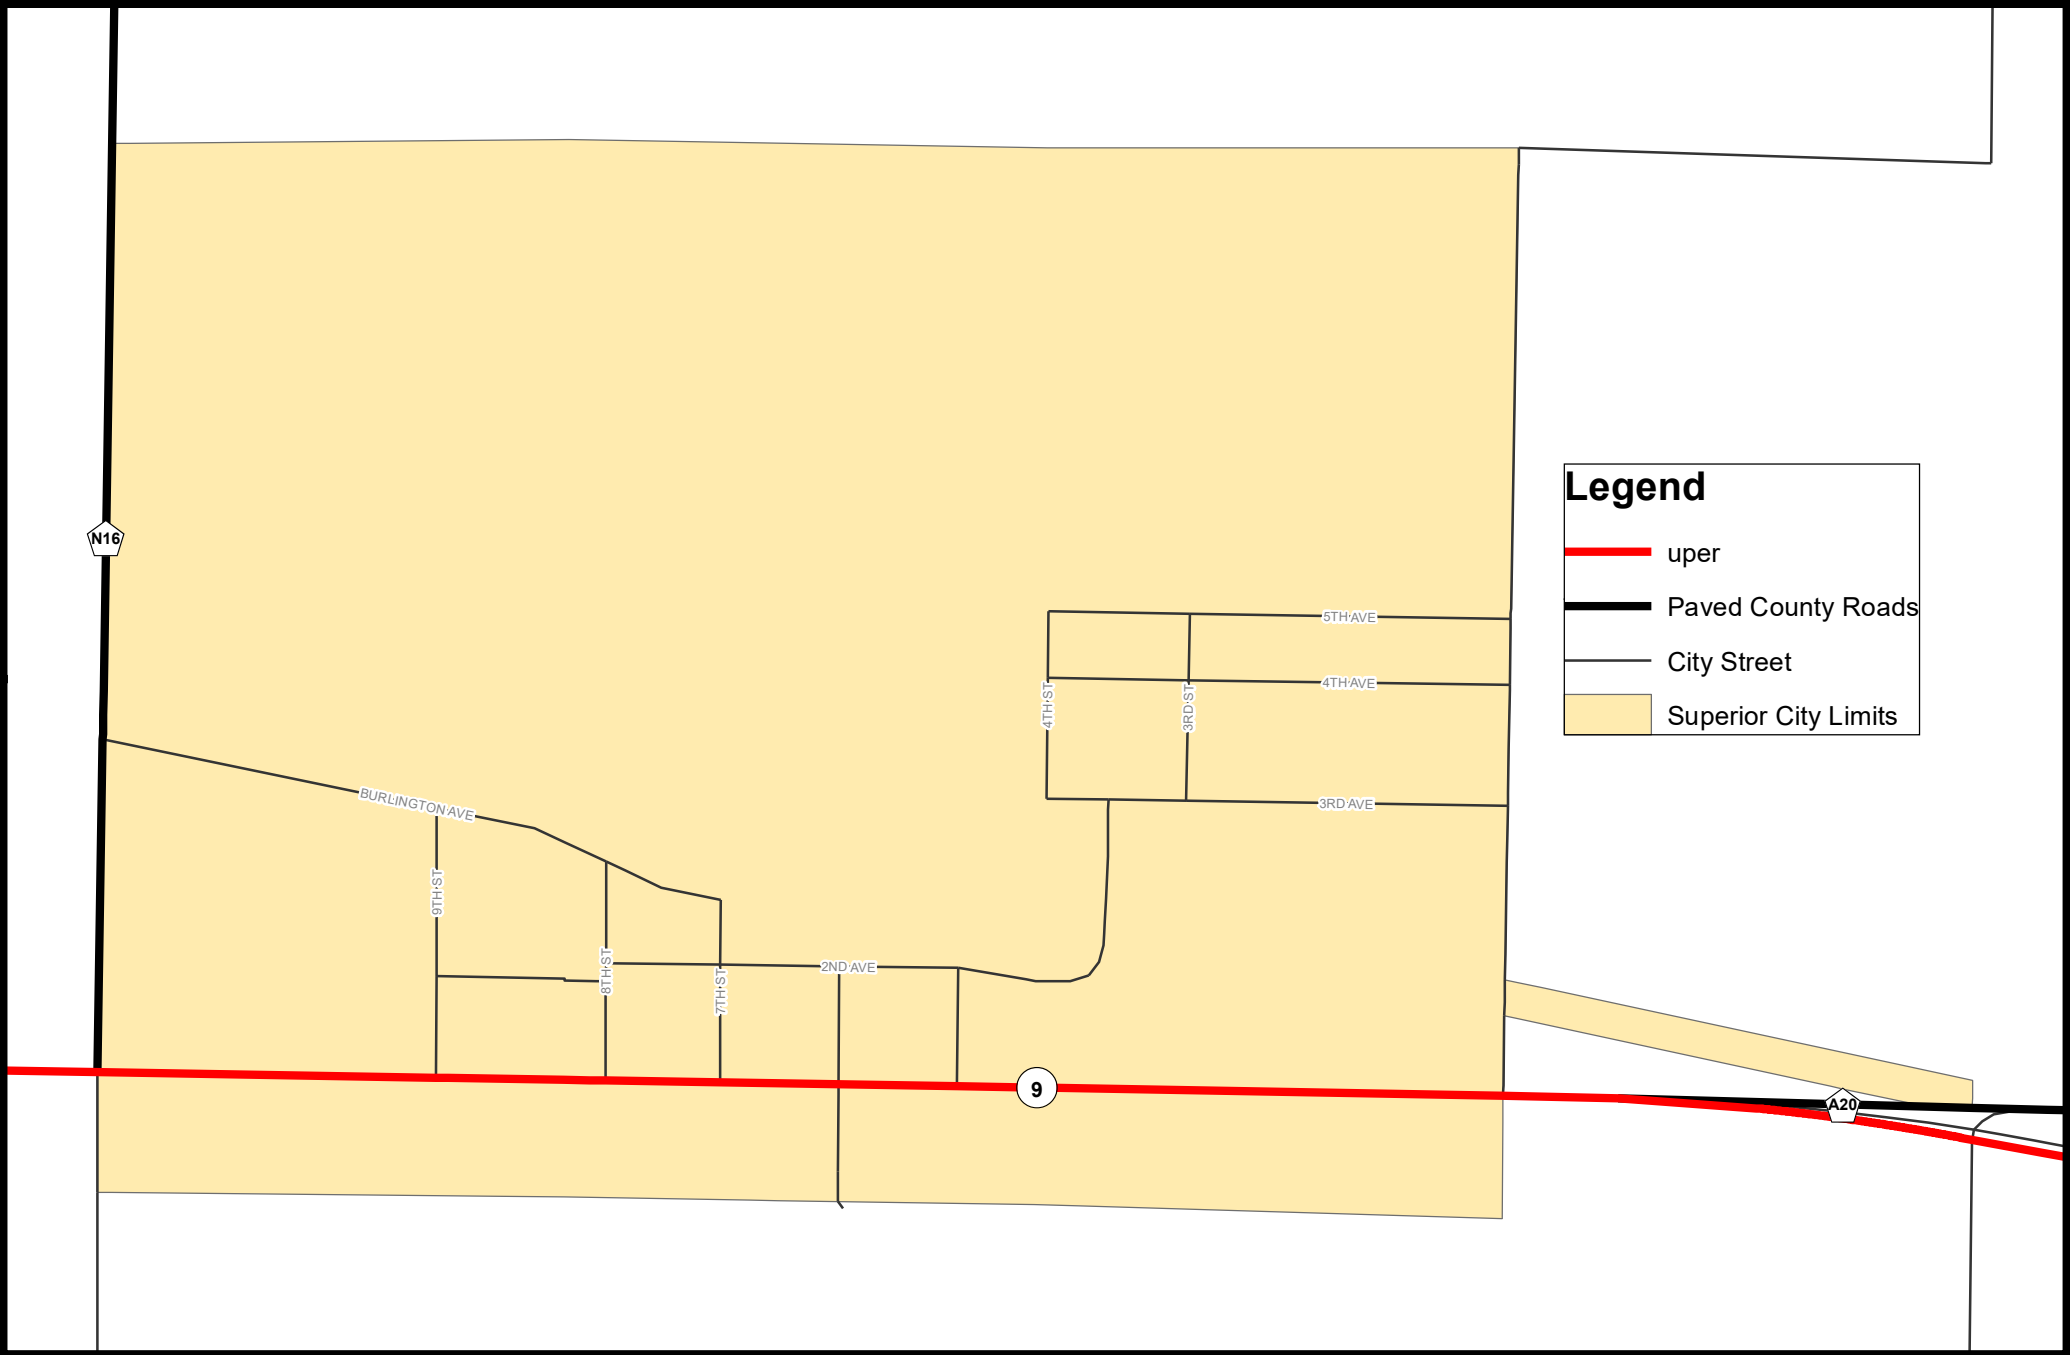 N16
Legend
uper
Paved County Roads
City Street
Superior City Limits
5TH AVE
4TH AVE
4TH ST
3RD ST
3RD AVE
BURLINGTON AVE
9TH ST
8TH ST
2ND AVE
7TH ST
9
A20